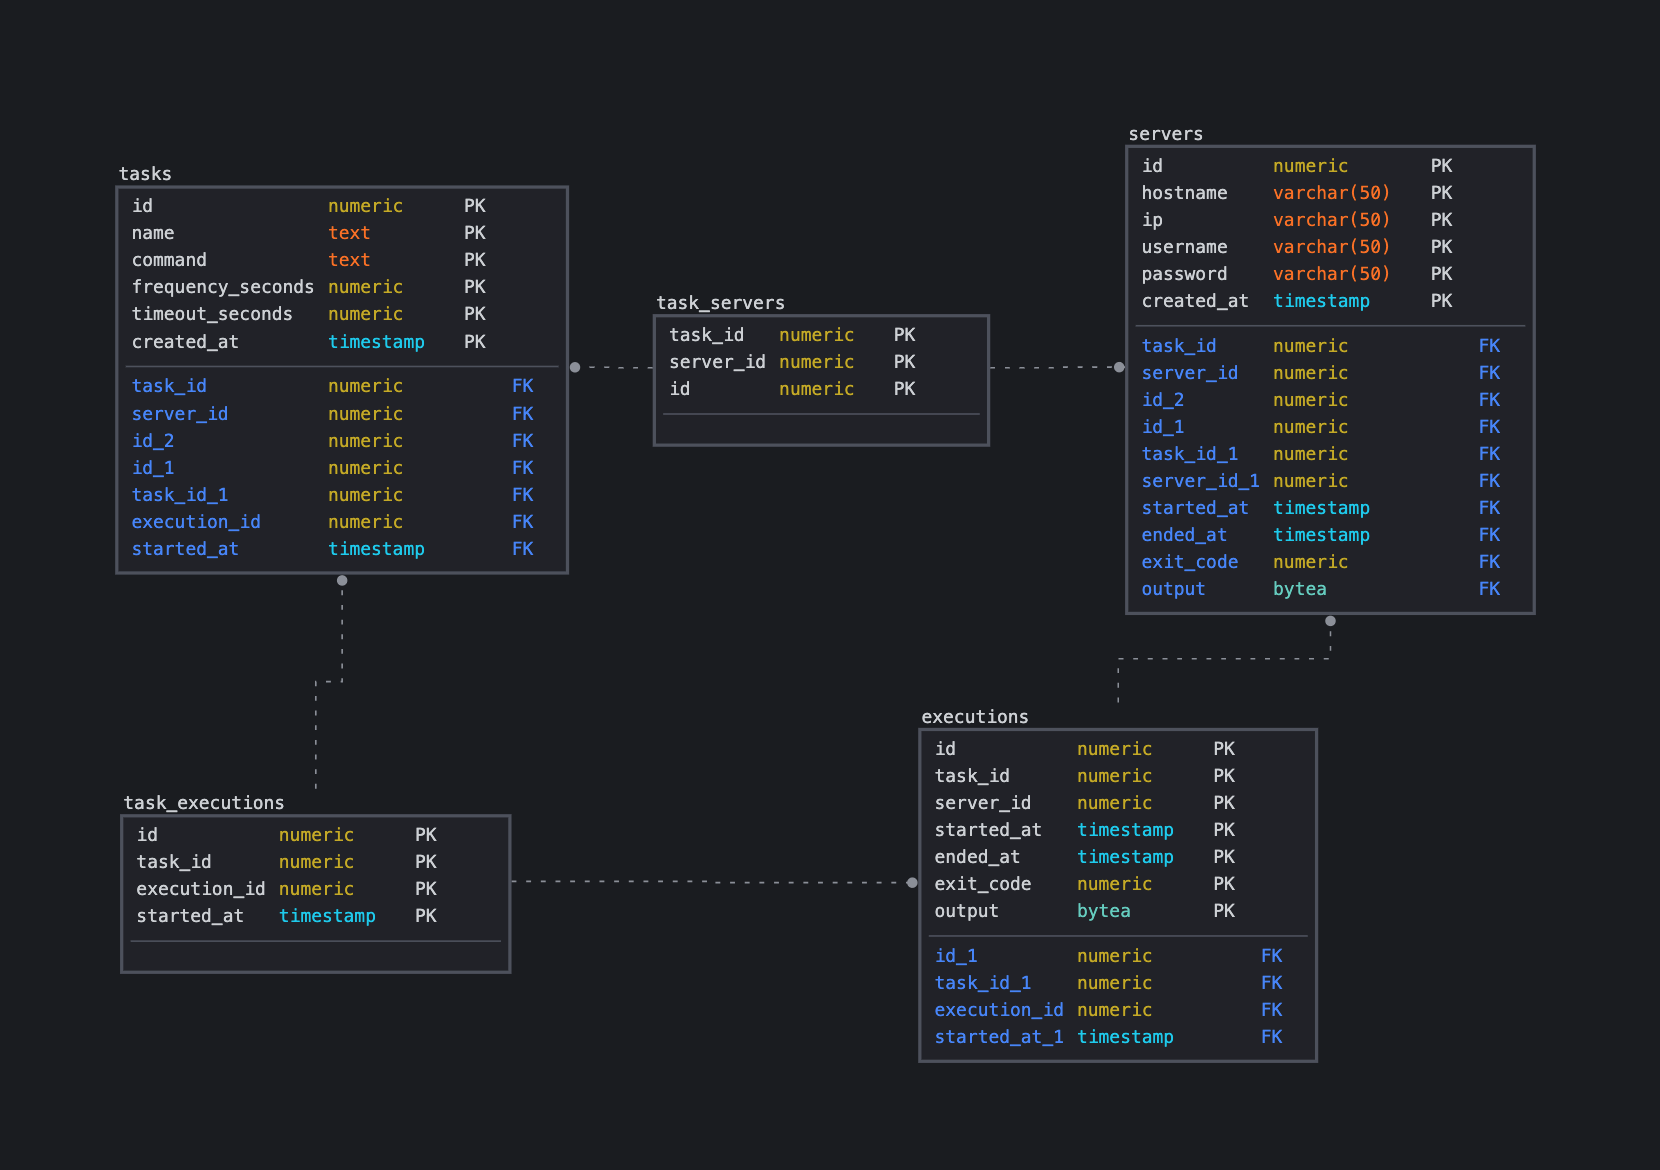 tasks
id numeric PK
name text PK
command text PK
frequency_seconds numeric PK
timeout_seconds numeric PK
created_at timestamp PK
task_id numeric FK
server_id numeric FK
id_2 numeric FK
id_1 numeric FK
task_id_1 numeric FK
execution_id numeric FK
started_at timestamp FK
task_servers
task_id numeric PK
server_id numeric PK
id numeric PK
servers
id numeric PK
hostname varchar(50) PK
ip varchar(50) PK
username varchar(50) PK
password varchar(50) PK
created_at timestamp PK
task_id numeric FK
server_id numeric FK
id_2 numeric FK
id_1 numeric FK
task_id_1 numeric FK
server_id_1 numeric FK
started_at timestamp FK
ended_at timestamp FK
exit_code numeric FK
output bytea FK
task_executions
id numeric PK
task_id numeric PK
execution_id numeric PK
started_at timestamp PK
executions
id numeric PK
task_id numeric PK
server_id numeric PK
started_at timestamp PK
ended_at timestamp PK
exit_code numeric PK
output bytea PK
id_1 numeric FK
task_id_1 numeric FK
execution_id numeric FK
started_at_1 timestamp FK